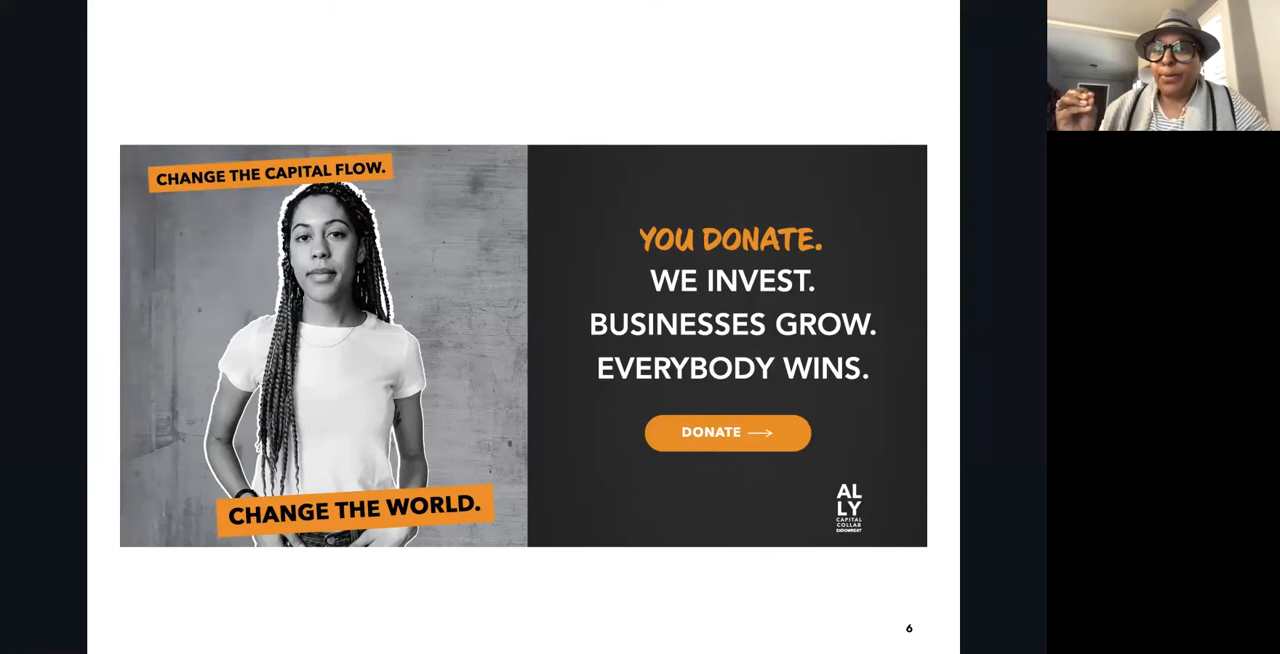 CHANGE THE CAPITAL FLOW.
CHANGE THE WORLD.
YOU DONATE.
WE INVEST.
BUSINESSES GROW.
EVERYBODY WINS.
DONATE
AL
LY
CAPITAL
COLLAB
ENDOWMENT
6